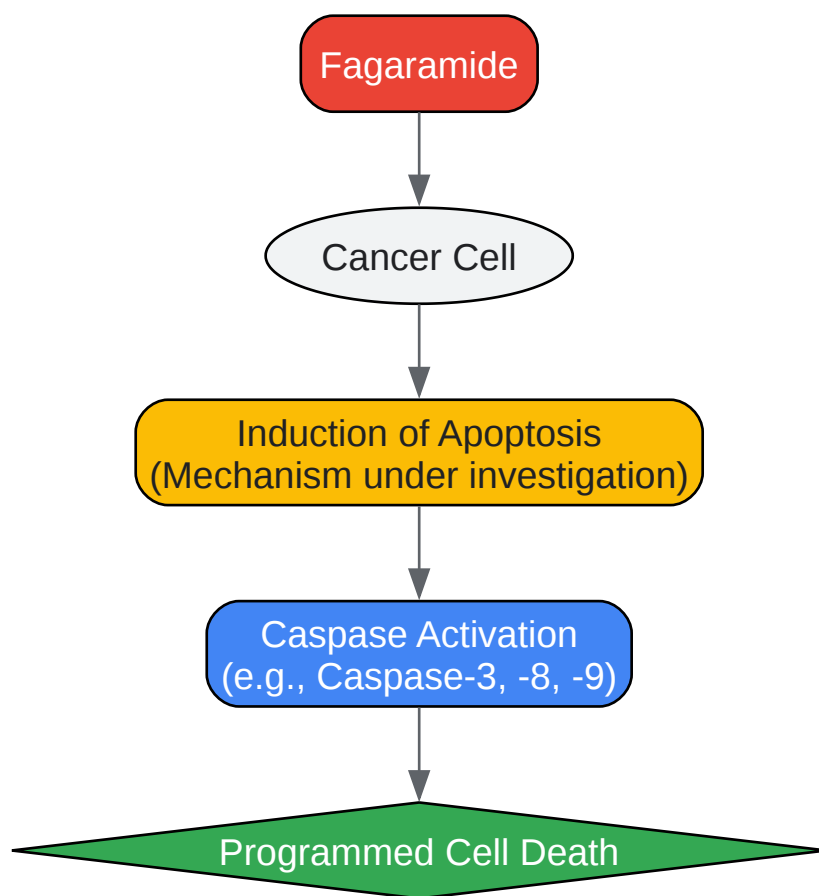 Fagaramide
Cancer Cell
Induction of Apoptosis
(Mechanism under investigation)
Caspase Activation
(e.g., Caspase-3, -8, -9)
Programmed Cell Death